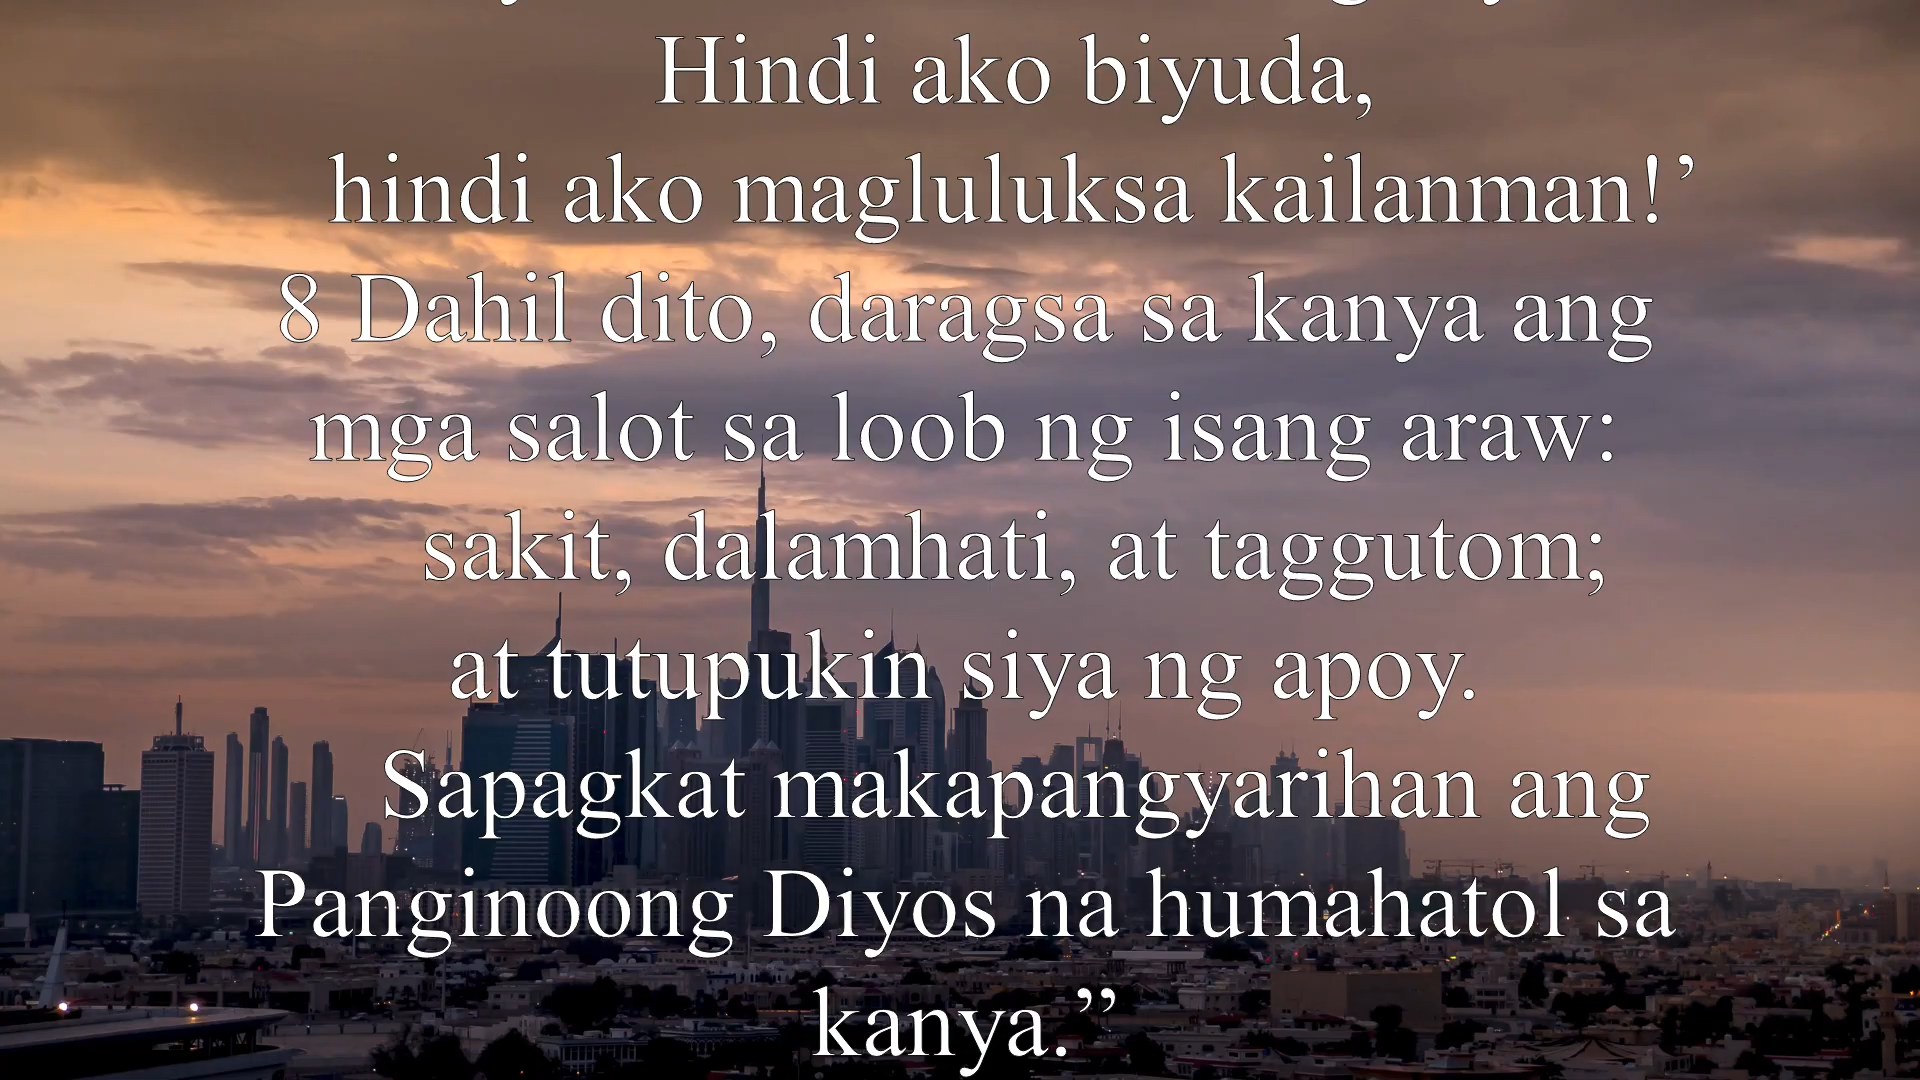 Hindi ako biyuda,
hindi ako magluluksa kailanman!’
8 Dahil dito, daragsa sa kanya ang
mga salot sa loob ng isang araw:
sakit, dalamhati, at taggutom;
at tutupukin siya ng apoy.
Sapagkat makapangyarihan ang
Panginoong Diyos na humahatol sa
kanya.”